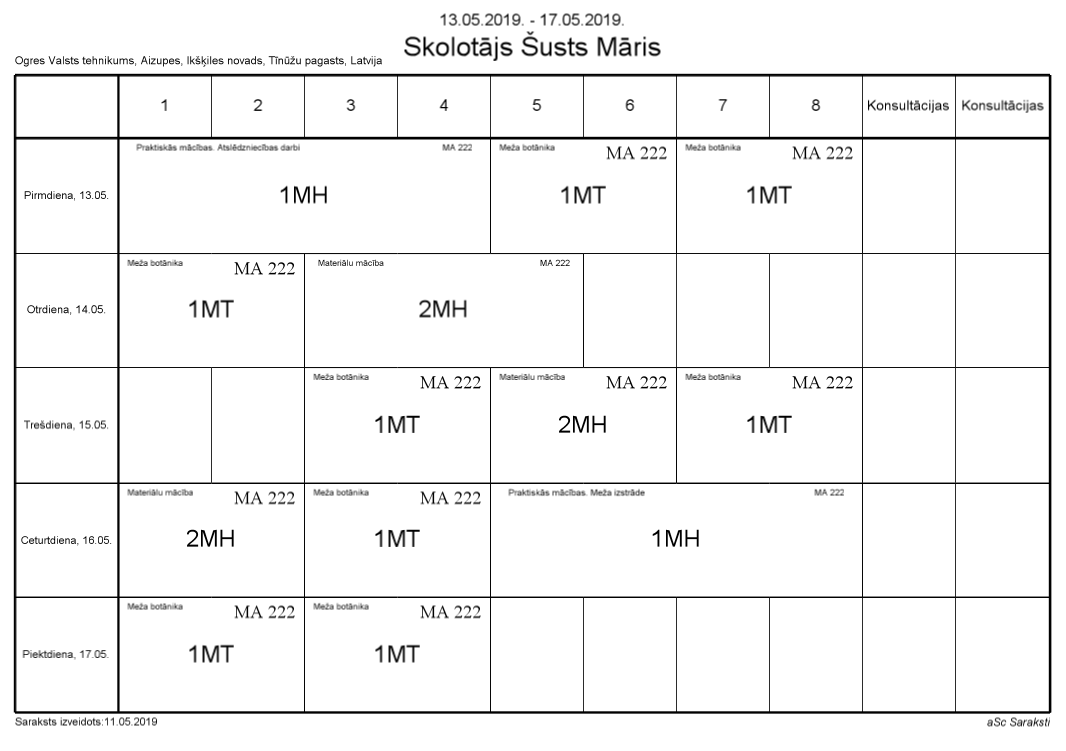 13.05.2019. - 17.05.2019.
Skolotājs Šusts Māris
Ogres Valsts tehnikums, Aizupes, Ikšķiles novads, Tīnūžu pagasts, Latvija
1 2 3 4 5 6 7 8 Konsultācijas Konsultācijas
Praktiskās mācības. Atslēdzniecības darbi MA 222 Meža botānika MA 222 Meža botānika MA 222
Pirmdiena, 13.05. 1MH 1MT 1MT
Meža botānika MA 222 Materiālu mācība MA 222
Otrdiena, 14.05. 1MT 2MH
Meža botānika MA 222 Materiālu mācība MA 222 Meža botānika MA 222
Trešdiena, 15.05. 1MT 2MH 1MT
Materiālu mācība MA 222 Meža botānika MA 222 Praktiskās mācības. Meža izstrāde MA 222
Ceturtdiena, 16.05. 2MH 1MT 1MH
Meža botānika MA 222 Meža botānika MA 222
Piektdiena, 17.05. 1MT 1MT
Saraksts izveidots:11.05.2019 aSc Saraksti